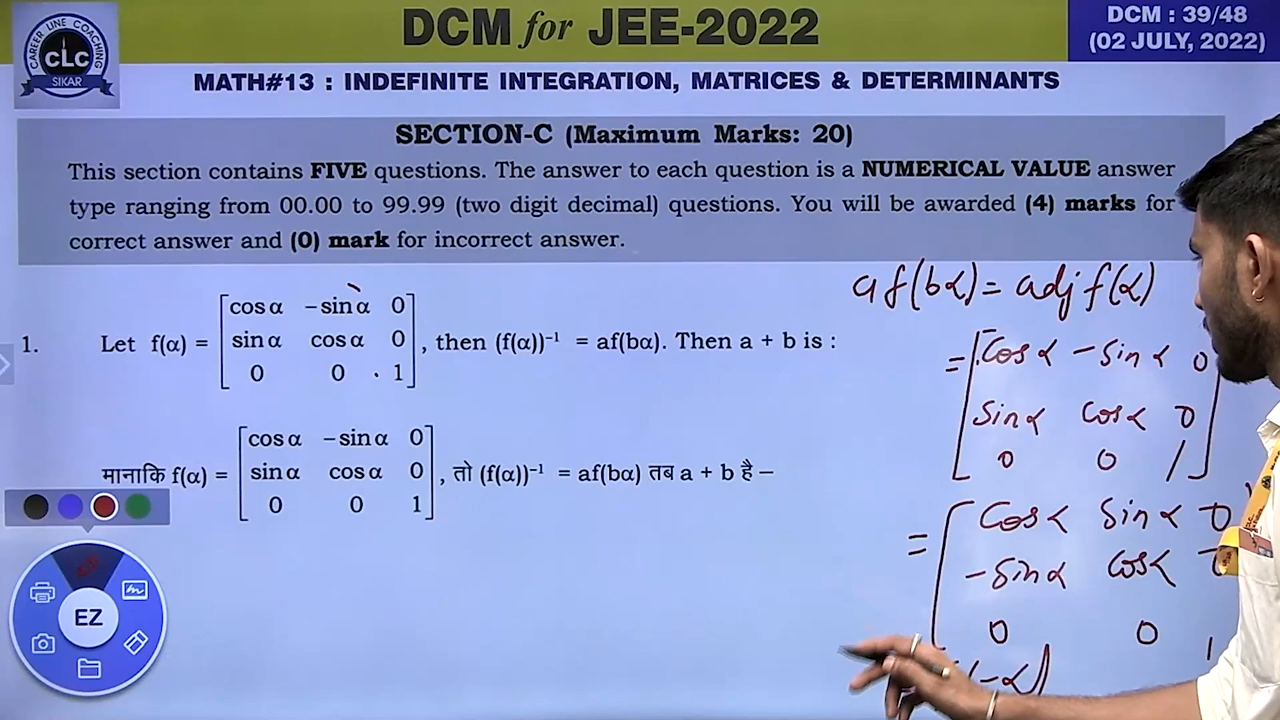 CAREER LINE COACHING
CLC
SIKAR
DCM for JEE-2022
DCM : 39/48
(02 JULY, 2022)
MATH#13 : INDEFINITE INTEGRATION, MATRICES & DETERMINANTS
SECTION-C (Maximum Marks: 20)
This section contains FIVE questions. The answer to each question is a NUMERICAL VALUE answer
type ranging from 00.00 to 99.99 (two digit decimal) questions. You will be awarded (4) marks for
correct answer and (0) mark for incorrect answer.
1. Let f(α) = [cos α -sin α 0
sin α cos α 0
0 0 1], then (f(α))⁻¹ = af(bα). Then a + b is :
मानाकि f(α) = [cos α -sin α 0
sin α cos α 0
0 0 1], तो (f(α))⁻¹ = af(bα) तब a + b है –
a f(bα) = adj f(α)
= [cos α - sin α 0
sin α cos α 0
0 0 1]
= [cos α sin α 0
- sin α cos α
0 0 1
(-α)
EZ